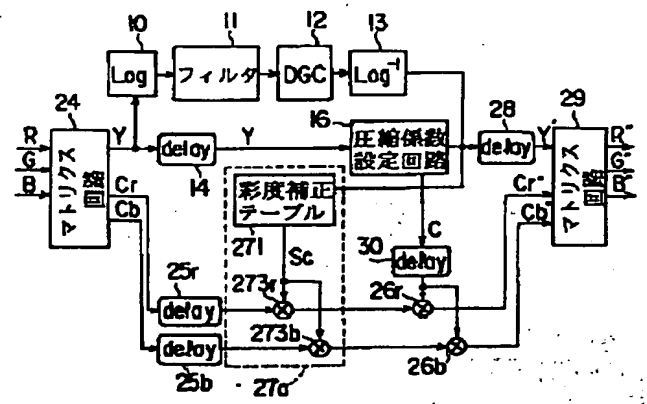 10
11
12
13
Log
フィルタ
DGC
Log⁻¹
24
16
28
29
R
G
B
マトリクス回路
Y
delay
14
Y
圧縮係数
設定回路
delay
Y'
マトリクス回路
R"
G"
B"
Cr
Cb
彩度補正
テーブル
271
Sc
C
30
delay
Cr"
Cb"
25r
delay
273r
26r
delay
25b
273b
26b
27a